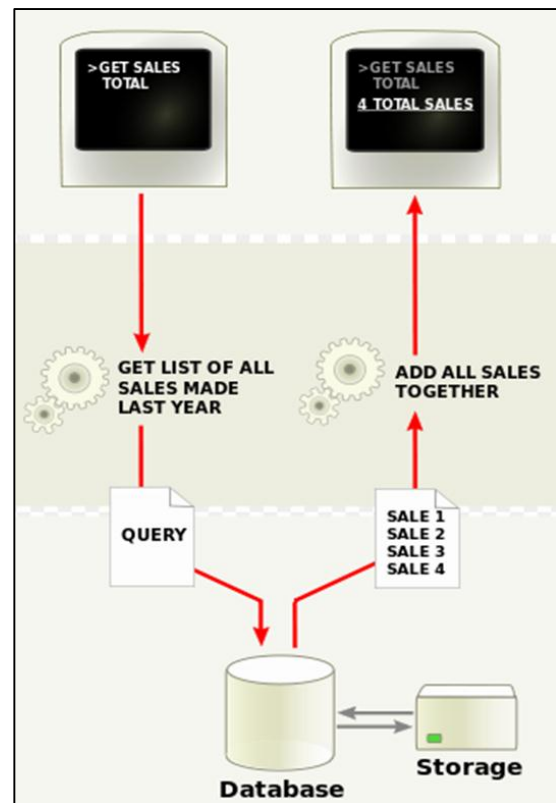 >GET SALES
TOTAL
>GET SALES
TOTAL
4 TOTAL SALES
GET LIST OF ALL
SALES MADE
LAST YEAR
ADD ALL SALES
TOGETHER
QUERY
SALE 1
SALE 2
SALE 3
SALE 4
Database
Storage